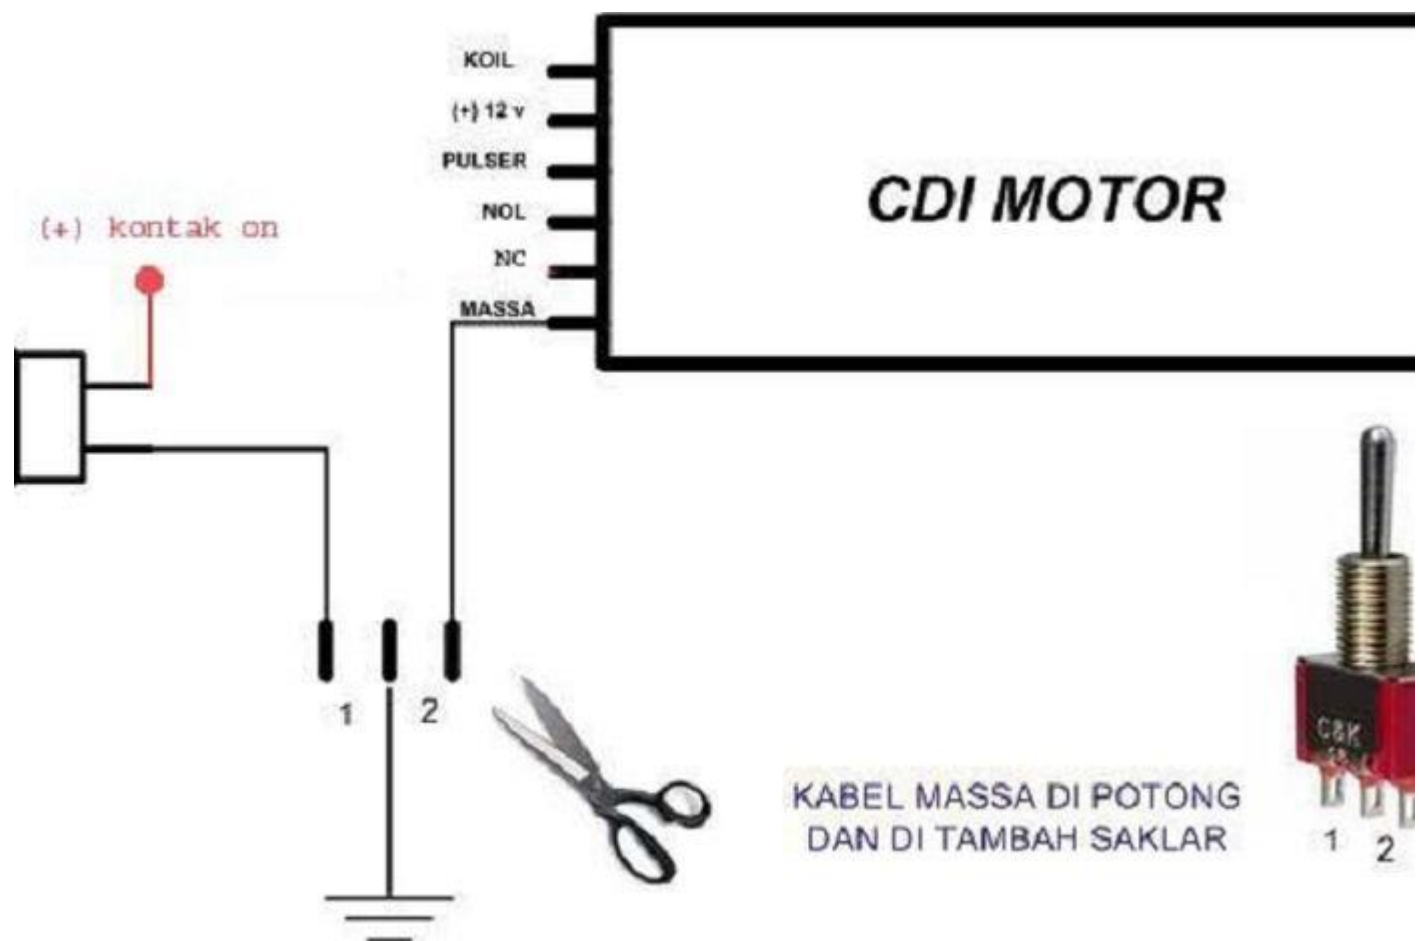 KOIL
(+) 12 v
PULSER
NOL
NC
MASSA
CDI MOTOR
(+) kontak on
1
2
KABEL MASSA DI POTONG
DAN DI TAMBAH SAKLAR
C&K
1
2